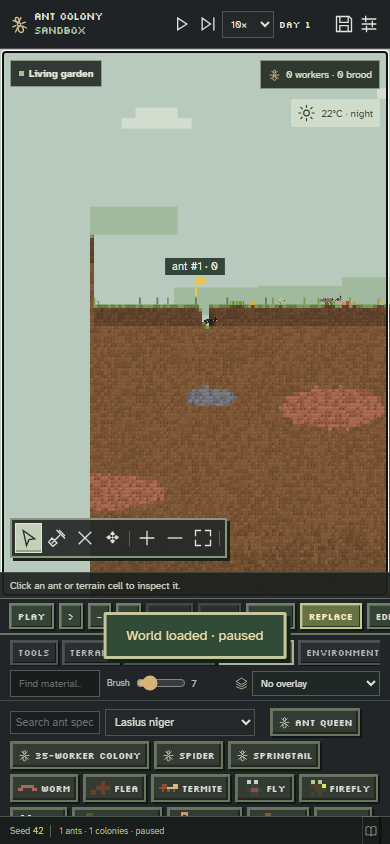 ANT COLONY
SANDBOX
10x
DAY 1
Living garden
0 workers · 0 brood
22°C · night
ant #1 · 0
Click an ant or terrain cell to inspect it.
PLAY
>
REPLACE
World loaded · paused
TOOLS
ENVIRONMENT
Find material..
Brush
7
No overlay
Search ant spec
Lasius niger
ANT QUEEN
35-WORKER COLONY
SPIDER
SPRINGTAIL
WORM
FLEA
TERMITE
FLY
FIREFLY
Seed 42
1 ants · 1 colonies · paused